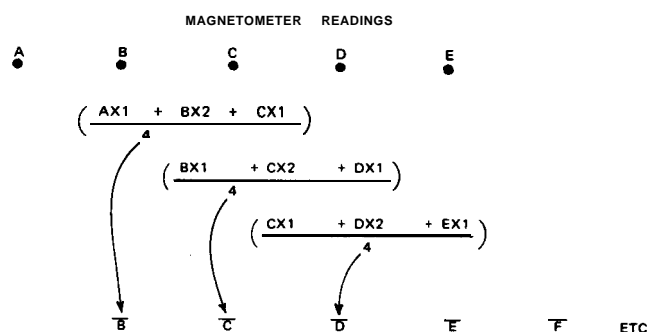 MAGNETOMETER READINGS
A B C D E
( AX1 + BX2 + CX1 )
4
( BX1 + CX2 + DX1 )
4
( CX1 + DX2 + EX1 )
4
B̅ C̅ D̅ E̅ F̅ ETC